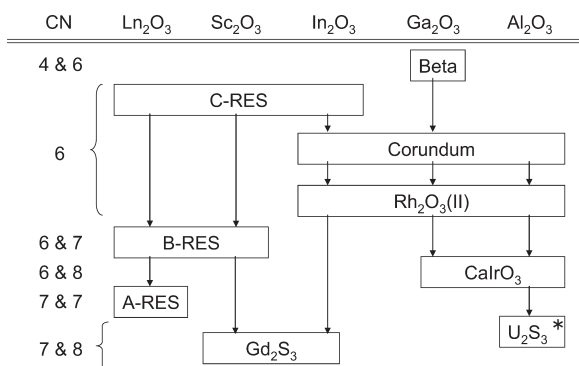 CN Ln₂O₃ Sc₂O₃ In₂O₃ Ga₂O₃ Al₂O₃
4 & 6 Beta
C-RES
6 Corundum
Rh₂O₃(II)
6 & 7 B-RES
6 & 8 CaIrO₃
7 & 7 A-RES
U₂S₃ *
7 & 8 Gd₂S₃